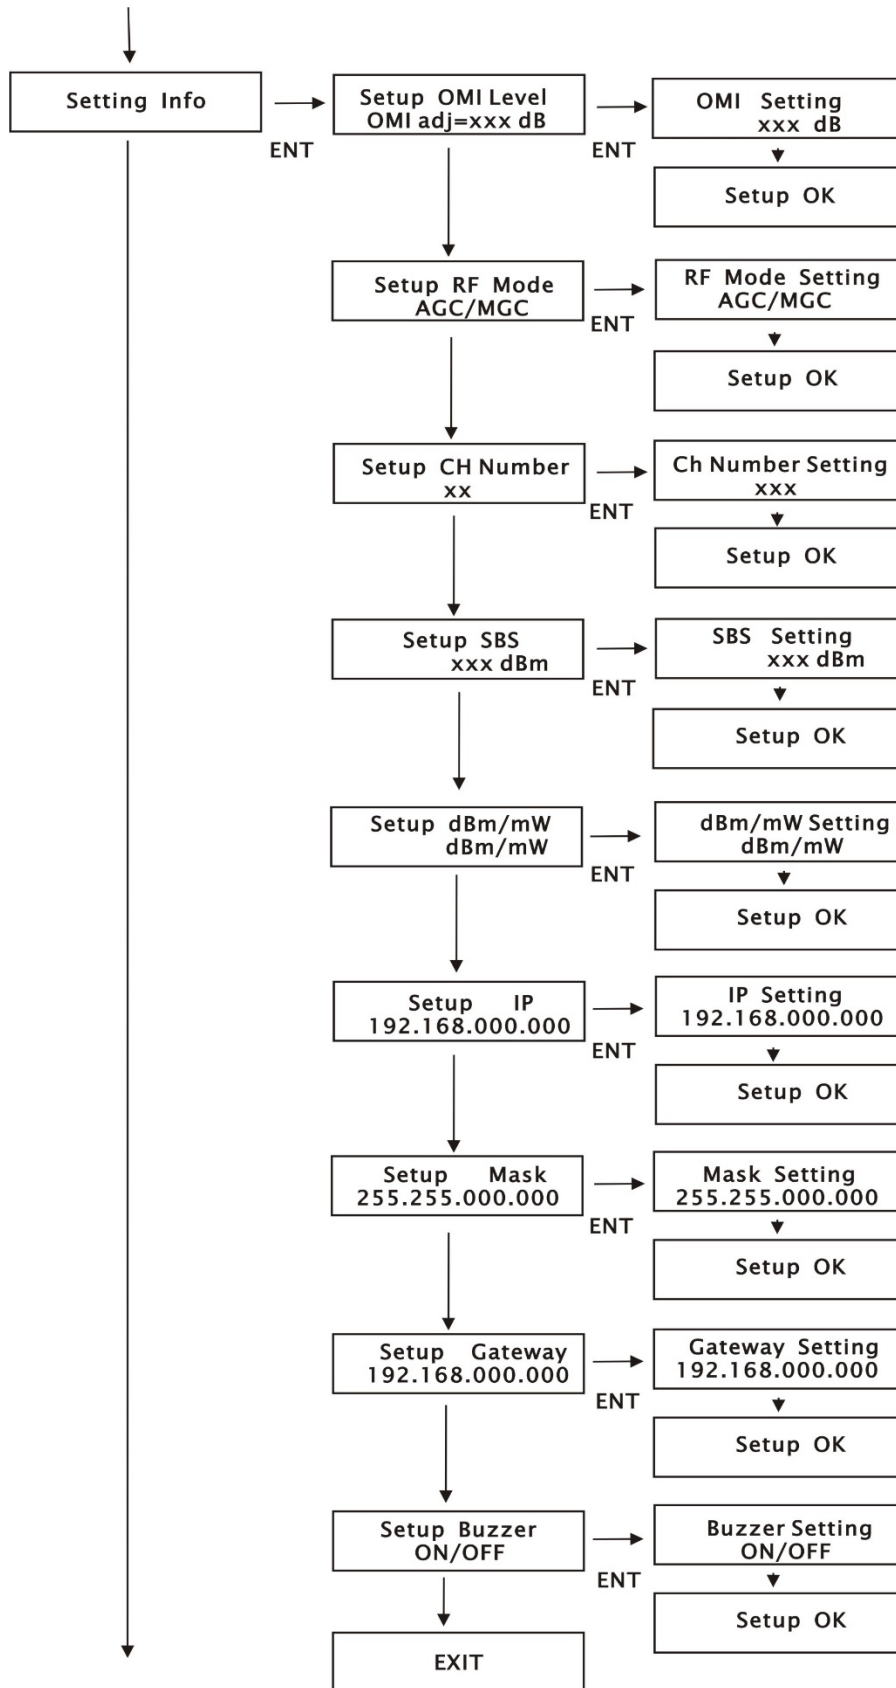 Setting Info
ENT
Setup OMI Level
OMI adj=xxx dB
ENT
OMI Setting
xxx dB
Setup OK
Setup RF Mode
AGC/MGC
ENT
RF Mode Setting
AGC/MGC
Setup OK
Setup CH Number
xx
ENT
Ch Number Setting
xxx
Setup OK
Setup SBS
xxx dBm
ENT
SBS Setting
xxx dBm
Setup OK
Setup dBm/mW
dBm/mW
ENT
dBm/mW Setting
dBm/mW
Setup OK
Setup IP
192.168.000.000
ENT
IP Setting
192.168.000.000
Setup OK
Setup Mask
255.255.000.000
ENT
Mask Setting
255.255.000.000
Setup OK
Setup Gateway
192.168.000.000
ENT
Gateway Setting
192.168.000.000
Setup OK
Setup Buzzer
ON/OFF
ENT
Buzzer Setting
ON/OFF
Setup OK
EXIT